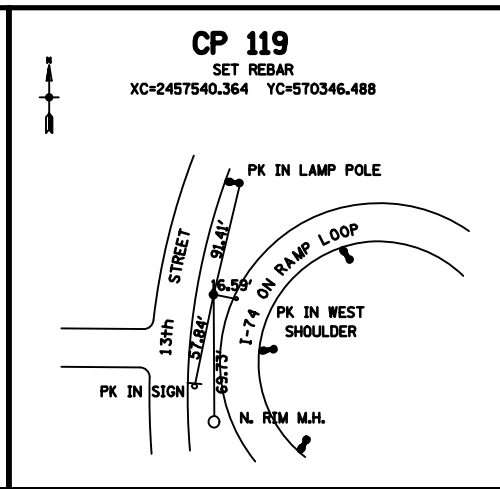 CP 119
SET REBAR
XC=2457540.364 YC=570346.488
N
PK IN LAMP POLE
91.41'
13th STREET
16.59'
I-74 ON RAMP LOOP
PK IN WEST
SHOULDER
57.84'
69.73'
PK IN SIGN
N. RIM M.H.